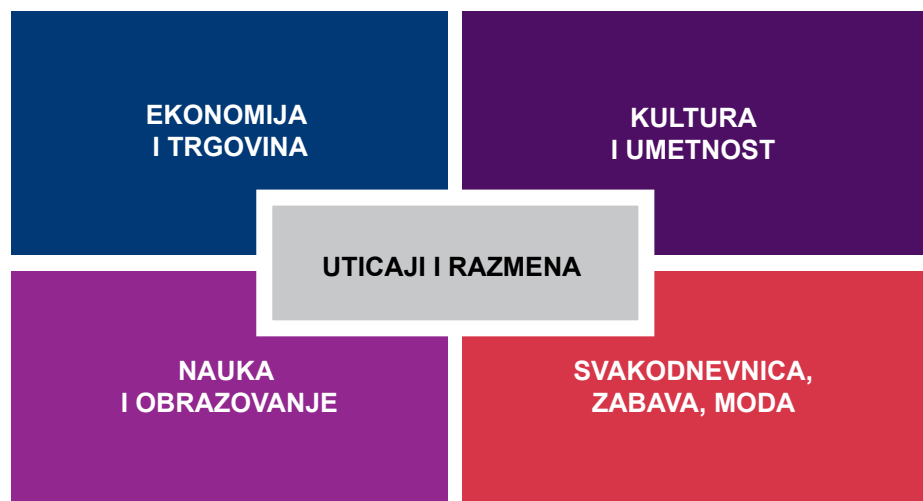 EKONOMIJA
I TRGOVINA
KULTURA
I UMETNOST
UTICAJI I RAZMENA
NAUKA
I OBRAZOVANJE
SVAKODNEVNICA,
ZABAVA, MODA